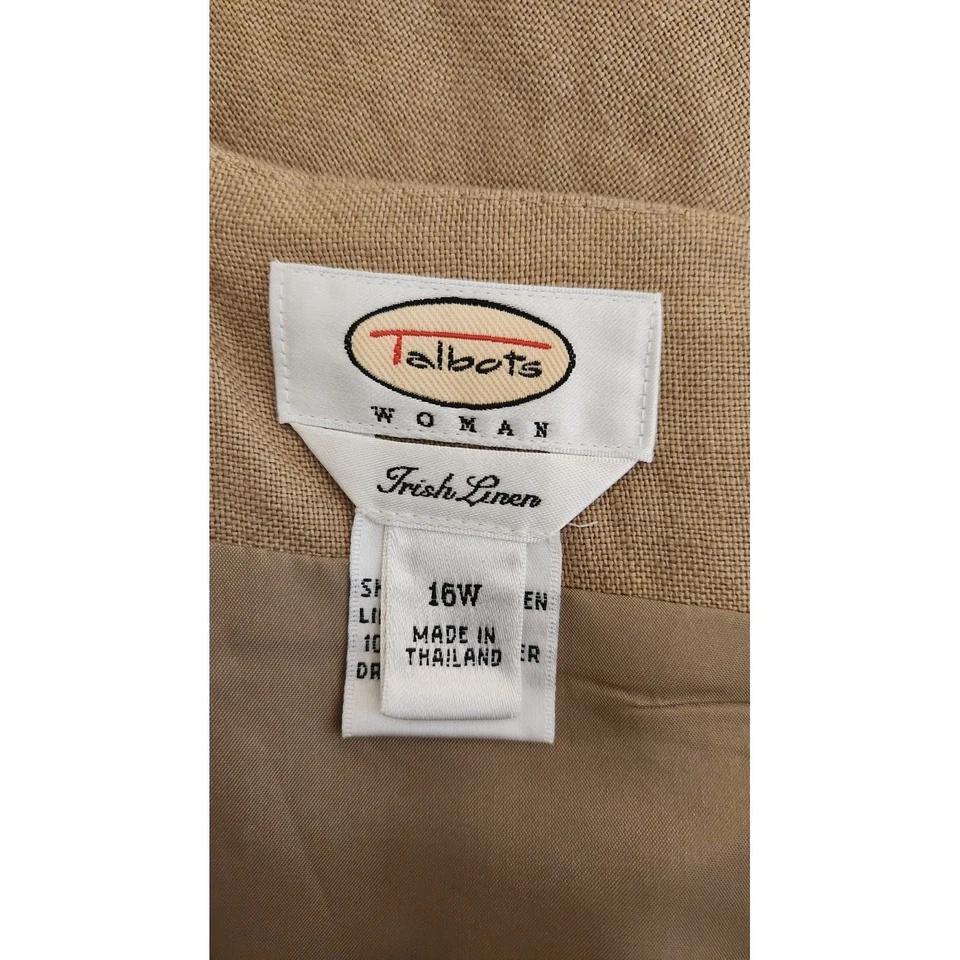 Talbots
WOMAN
Irish Linen
16W
MADE IN
THAILAND